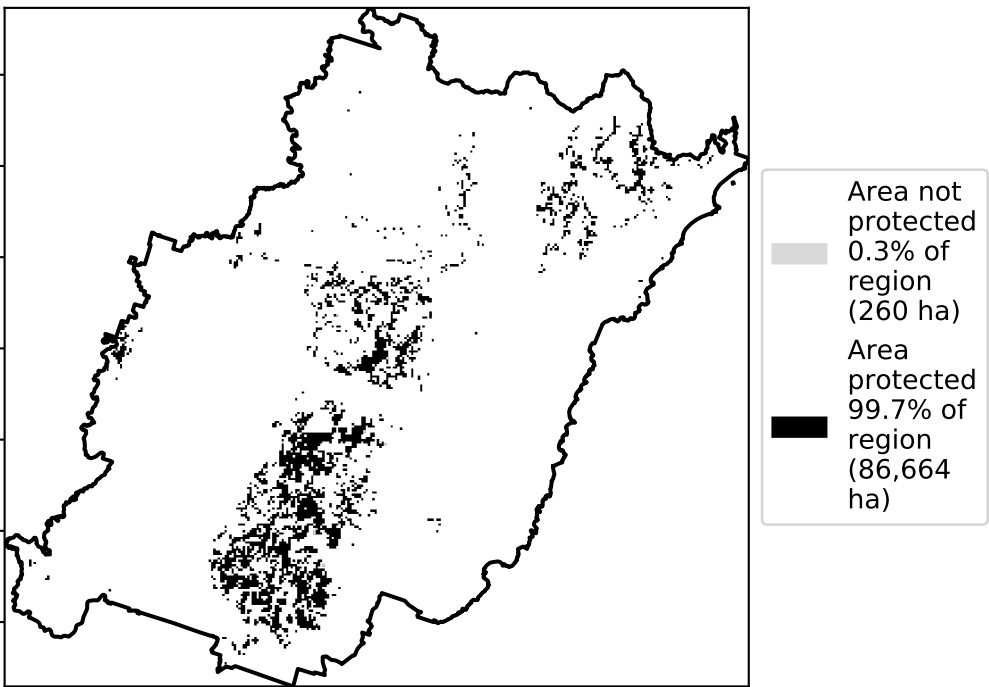 Area not
protected
0.3% of
region
(260 ha)
Area
protected
99.7% of
region
(86,664
ha)